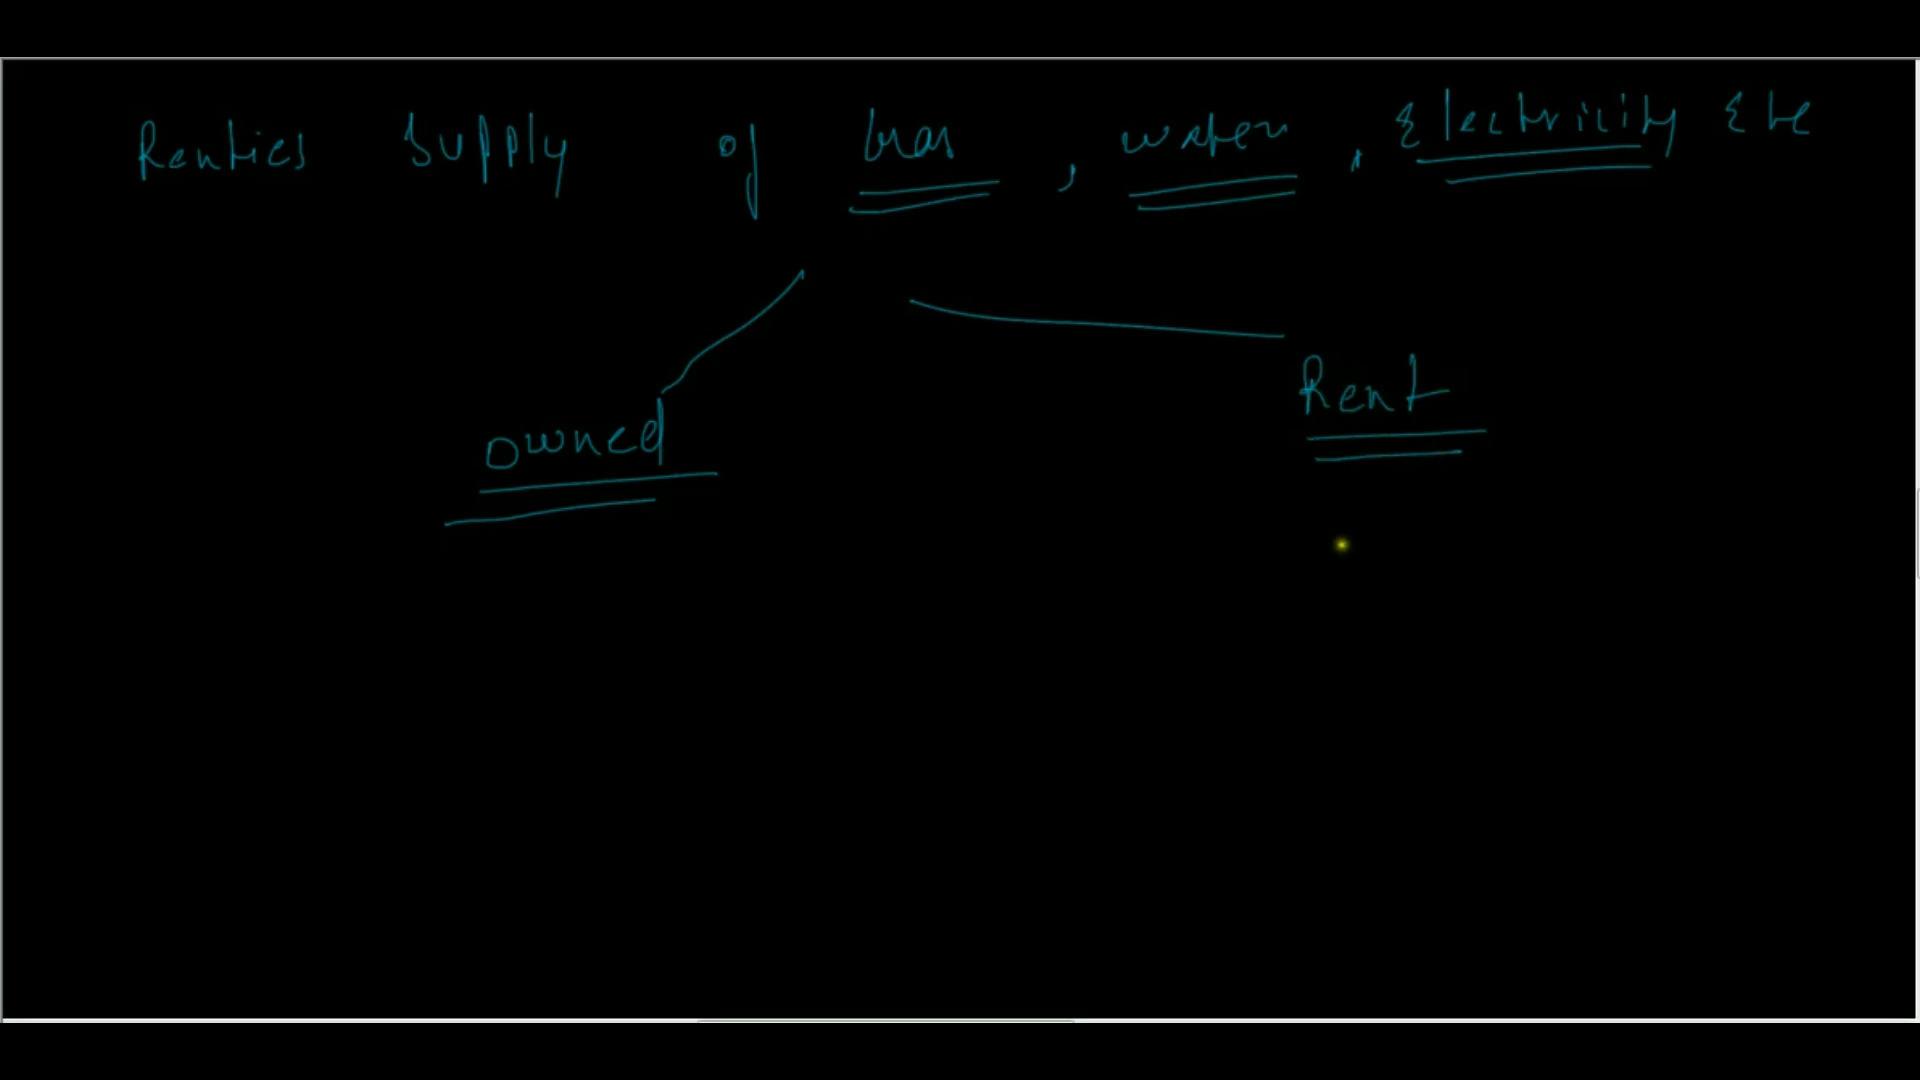 Renties Supply of Gas, water, Electricity Etc
Rent
owned